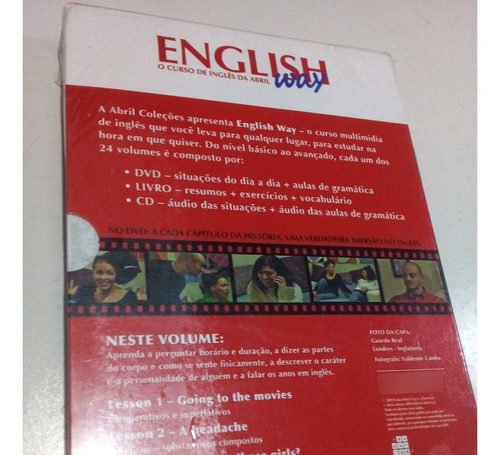 ENGLISH
way
O CURSO DE INGLÊS DA ABRIL
A Abril Coleções apresenta English Way – o curso multimídia
de inglês que você leva para qualquer lugar, para estudar na
hora em que quiser. Do nível básico ao avançado, cada um dos
24 volumes é composto por:
• DVD – situações do dia a dia + aulas de gramática
• LIVRO – resumos + exercícios + vocabulário
• CD – áudio das situações + áudio das aulas de gramática
NO DVD: A CADA CAPÍTULO DA HISTÓRIA, UMA VERDADEIRA IMERSÃO NO INGLÊS.
NESTE VOLUME:
Aprenda a perguntar horário e duração, a dizer as partes
do corpo e como se sente fisicamente, a descrever o caráter
e a personalidade de alguém e a falar os anos em inglês.
Lesson 1 – Going to the movies
comparativos e superlativos
Lesson 2 – A headache
substantivos compostos
girls?
FOTO DA CAPA:
Guarda Real
Londres - Inglaterra
Fotografia: Valdemir Cunha